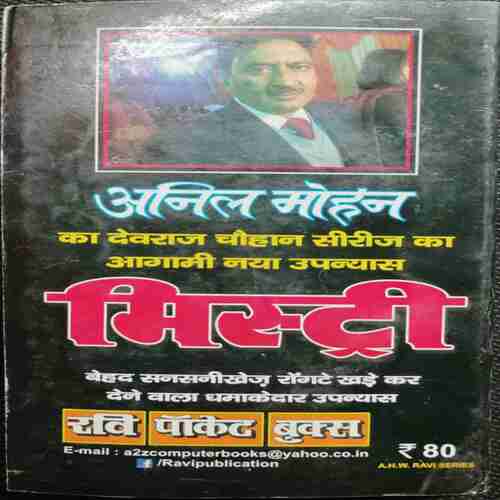 अनिल मोहन
का देवराज चौहान सीरीज का
आगामी नया उपन्यास
मिस्ट्री
बेहद सनसनीखेज़ रोंगटे खड़े कर
देने वाला धमाकेदार उपन्यास
रवि पॉकेट बुक्स
E-mail : a2zcomputerbooks@yahoo.co.in
f /Ravipublication
₹ 80
A.H.W. RAVI SERIES